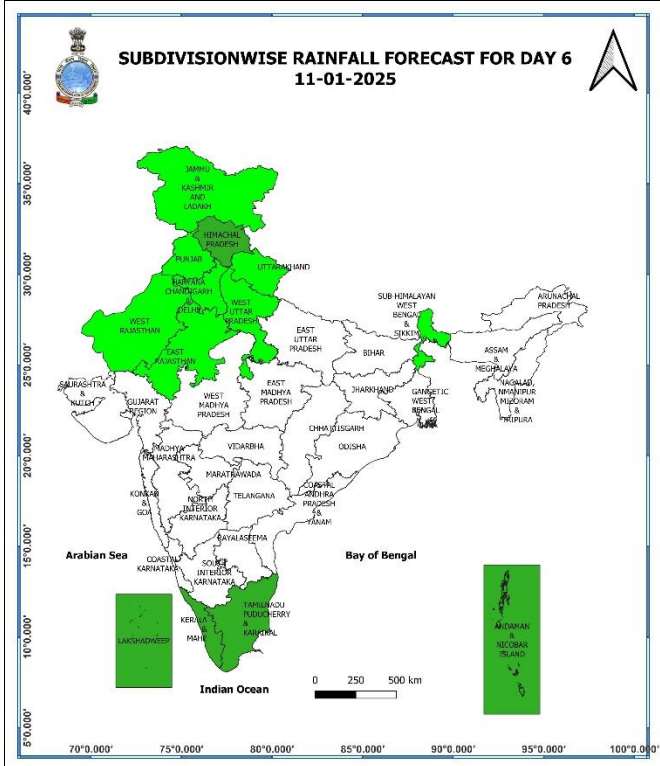 SUBDIVISIONWISE RAINFALL FORECAST FOR DAY 6
11-01-2025
40°0.000'
35°0.000'
30°0.000'
25°0.000'
20°0.000'
15°0.000'
10°0.000'
5°0.000'
JAMMU
&
KASHMIR
AND
LADAKH
HIMACHAL
PRADESH
PUNJAB
UTTARAKHAND
HARYANA
CHANDIGARH
&
DELHI
WEST
UTTAR
PRADESH
WEST
RAJASTHAN
EAST
RAJASTHAN
EAST
UTTAR
PRADESH
SUB HIMALAYAN
WEST
BENGAL
&
SIKKIM
ARUNACHAL
PRADESH
BIHAR
ASSAM
&
MEGHALAYA
SAURASHTRA
&
KUTCH
GUJARAT
REGION
WEST
MADHYA
PRADESH
EAST
MADHYA
PRADESH
JHARKHAND
GANGETIC
WEST
BENGAL
NAGALAD,
NMANIPUR
MIZORAM
&
TRIPURA
CHHATTISGARH
ODISHA
MADHYA
MAHARASHTRA
VIDARBHA
MARATHWADA
TELANGANA
COASTAL
ANDHRA
PRADESH
&
YANAM
KONKAN
&
GOA
NORTH
INTERIOR
KARNATAKA
RAYALASEEMA
Arabian Sea
Bay of Bengal
COASTAL
KARNATAKA
SOUTH
INTERIOR
KARNATAKA
LAKSHADWEEP
KERALA
&
MAHE
TAMILNADU
PUDUCHERRY
&
KARAIKAL
ANDAMAN
&
NICOBAR
ISLAND
Indian Ocean
0 250 500 km
70°0.000' 75°0.000' 80°0.000' 85°0.000' 90°0.000' 95°0.000' 100°0.000'